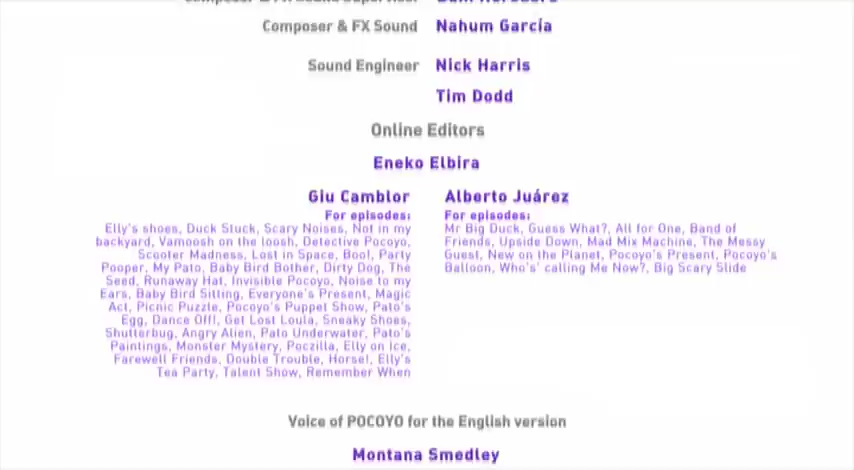 Composer & FX Sound Nahum García
Sound Engineer Nick Harris
Tim Dodd
Online Editors
Eneko Elbira
Giu Camblor
For episodes:
Elly's shoes, Duck Stuck, Scary Noises, Not in my
backyard, Vamoosh on the loosh, Detective Pocoyo,
Scooter Madness, Lost in Space, Boo!, Party
Pooper, My Pato, Baby Bird Bother, Dirty Dog, The
Seed, Runaway Hat, Invisible Pocoyo, Noise to my
Ears, Baby Bird Sitting, Everyone's Present, Magic
Act, Picnic Puzzle, Pocoyo's Puppet Show, Pato's
Egg, Dance Off!, Get Lost Loula, Sneaky Shoes,
Shutterbug, Angry Alien, Pato Underwater, Pato's
Paintings, Monster Mystery, Poczilla, Elly on Ice,
Farewell Friends, Double Trouble, Horse!, Elly's
Tea Party, Talent Show, Remember When
Alberto Juárez
For episodes:
Mr Big Duck, Guess What?, All for One, Band of
Friends, Upside Down, Mad Mix Machine, The Messy
Guest, New on the Planet, Pocoyo's Present, Pocoyo's
Balloon, Who's' calling Me Now?, Big Scary Slide
Voice of POCOYO for the English version
Montana Smedley